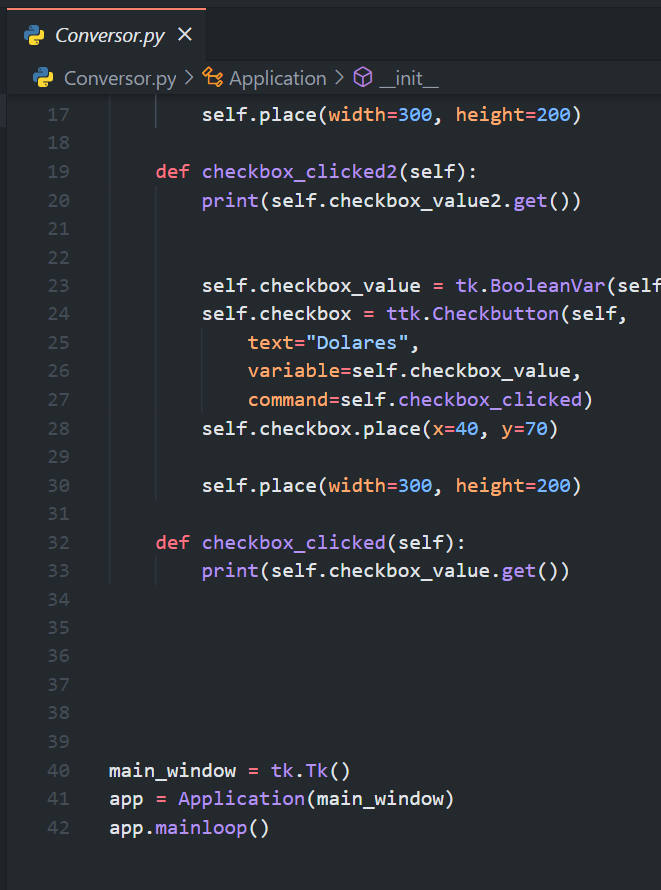 Conversor.py
Conversor.py > Application > __init__
17 self.place(width=300, height=200)
18
19 def checkbox_clicked2(self):
20 print(self.checkbox_value2.get())
21
22
23 self.checkbox_value = tk.BooleanVar(self
24 self.checkbox = ttk.Checkbutton(self,
25 text="Dolares",
26 variable=self.checkbox_value,
27 command=self.checkbox_clicked)
28 self.checkbox.place(x=40, y=70)
29
30 self.place(width=300, height=200)
31
32 def checkbox_clicked(self):
33 print(self.checkbox_value.get())
34
35
36
37
38
39
40 main_window = tk.Tk()
41 app = Application(main_window)
42 app.mainloop()